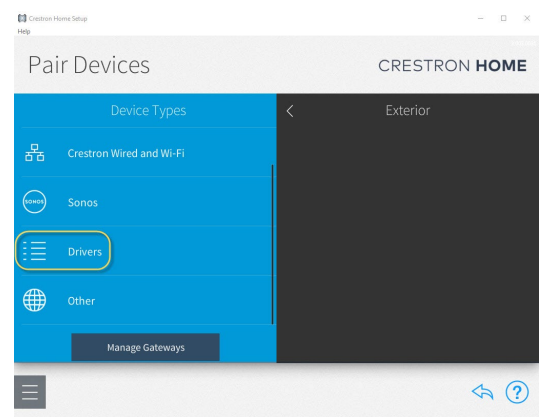 Crestron Home Setup
Help
Pair Devices
CRESTRON HOME
Device Types
Exterior
Crestron Wired and Wi-Fi
SONOS
Sonos
Drivers
Other
Manage Gateways
?